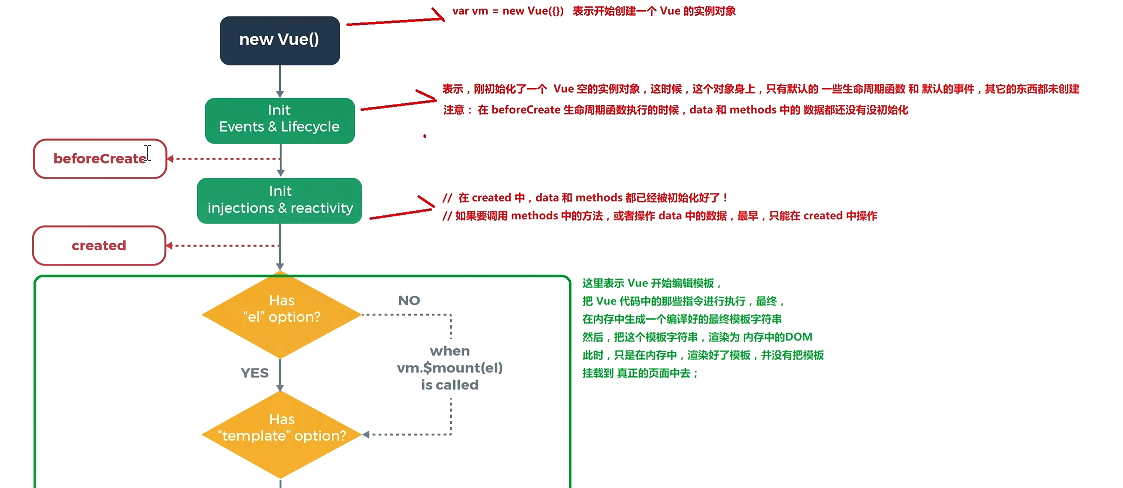 var vm = new Vue({}) 表示开始创建一个 Vue 的实例对象
new Vue()
表示，刚初始化了一个 Vue 空的实例对象，这时候，这个对象身上，只有默认的 一些生命周期函数 和 默认的事件，其它的东西都未创建
注意： 在 beforeCreate 生命周期函数执行的时候，data 和 methods 中的 数据都还没有没初始化
Init
Events & Lifecycle
beforeCreate
Init
injections & reactivity
// 在 created 中，data 和 methods 都已经被初始化好了！
// 如果要调用 methods 中的方法，或者操作 data 中的数据，最早，只能在 created 中操作
created
这里表示 Vue 开始编辑模板，
把 Vue 代码中的那些指令进行执行，最终，
在内存中生成一个编译好的最终模板字符串
然后，把这个模板字符串，渲染为 内存中的DOM
此时，只是在内存中，渲染好了模板，并没有把模板
挂载到 真正的页面中去；
Has
“el” option?
NO
when
vm.$mount(el)
is called
YES
Has
“template” option?